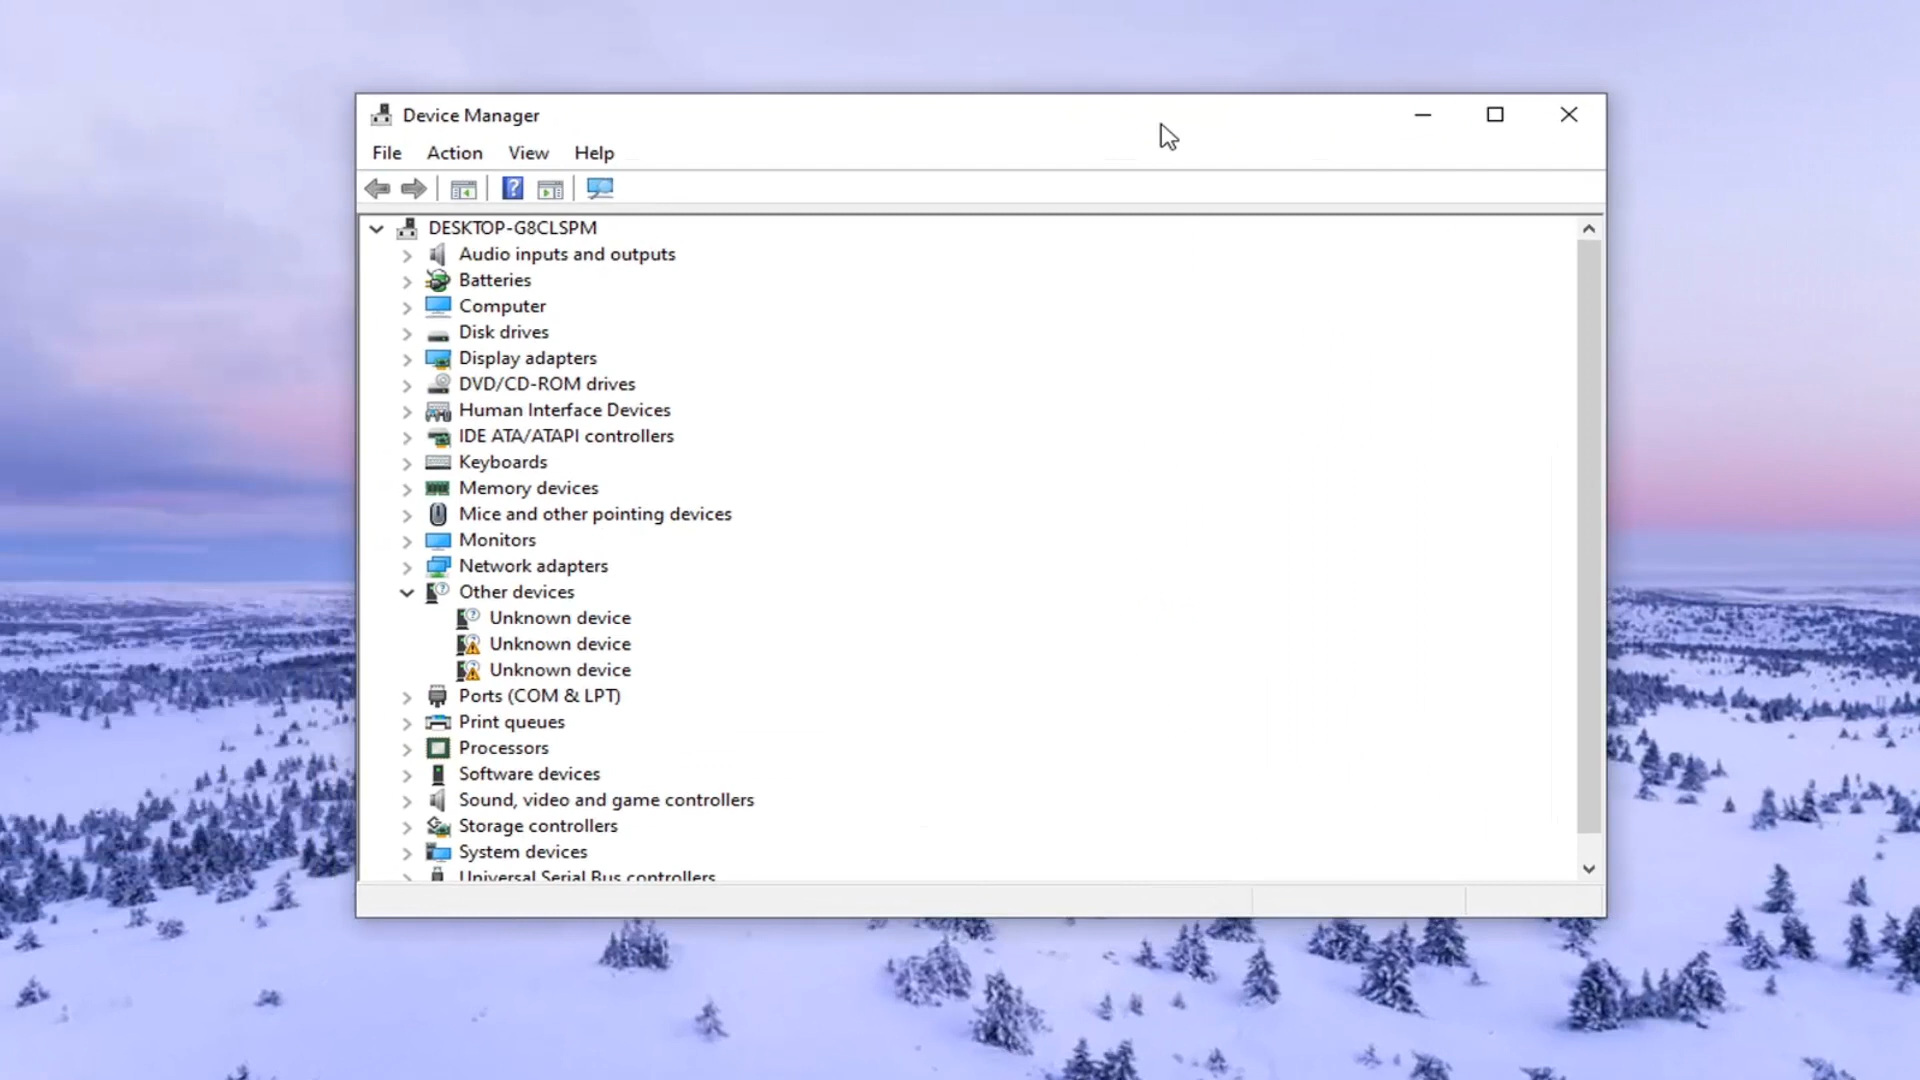 Device Manager
File Action View Help
DESKTOP-G8CLSPM
Audio inputs and outputs
Batteries
Computer
Disk drives
Display adapters
DVD/CD-ROM drives
Human Interface Devices
IDE ATA/ATAPI controllers
Keyboards
Memory devices
Mice and other pointing devices
Monitors
Network adapters
Other devices
Unknown device
Unknown device
Unknown device
Ports (COM & LPT)
Print queues
Processors
Software devices
Sound, video and game controllers
Storage controllers
System devices
Universal Serial Bus controllers